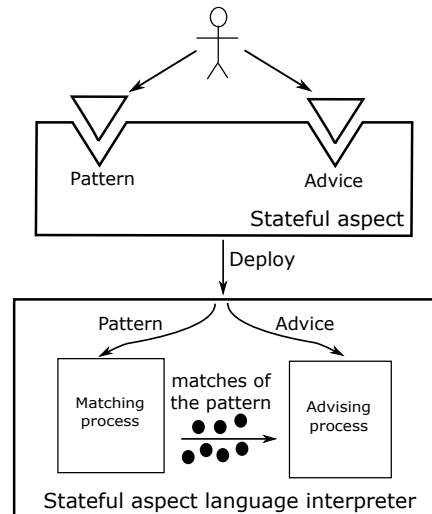 Pattern
Advice
Stateful aspect
Deploy
Pattern
Advice
matches of
the pattern
Matching
process
Advising
process
Stateful aspect language interpreter